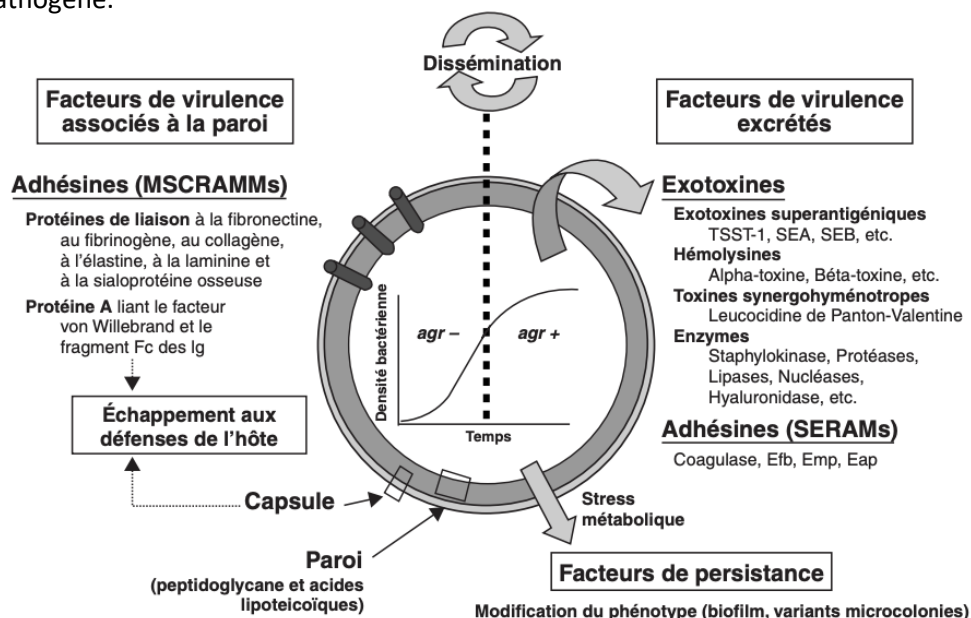 athogène.
Dissémination
Facteurs de virulence
associés à la paroi
Facteurs de virulence
excrétés
Adhésines (MSCRAMMs)
Protéines de liaison à la fibronectine,
au fibrinogène, au collagène,
à l'élastine, à la laminine et
à la sialoprotéine osseuse
Protéine A liant le facteur
von Willebrand et le
fragment Fc des Ig
Échappement aux
défenses de l'hôte
Capsule
Paroi
(peptidoglycane et acides
lipoteicoïques)
Densité bactérienne
agr –
agr +
Temps
Exotoxines
Exotoxines superantigéniques
TSST-1, SEA, SEB, etc.
Hémolysines
Alpha-toxine, Béta-toxine, etc.
Toxines synergohyménotropes
Leucocidine de Panton-Valentine
Enzymes
Staphylokinase, Protéases,
Lipases, Nucléases,
Hyaluronidase, etc.
Adhésines (SERAMs)
Coagulase, Efb, Emp, Eap
Stress
métabolique
Facteurs de persistance
Modification du phénotype (biofilm, variants microcolonies)